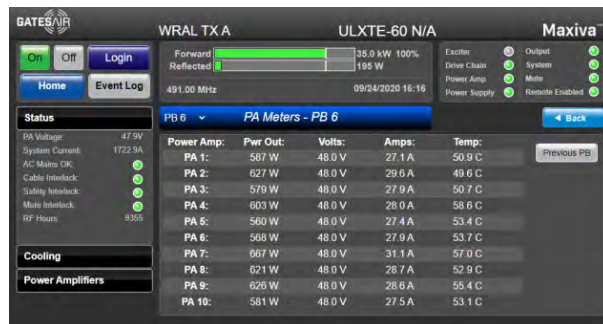 GATESAIR
WRAL TX A
ULXTE-60 N/A
Maxiva
On
Off
Login
Home
Event Log
Forward
35.0 kW 100%
Reflected
195 W
491.00 MHz
09/24/2020 16:16
Exciter
Output
Drive Chain
System
Power Amp
Mute
Power Supply
Remote Enabled
Status
PB 6
PA Meters - PB 6
Back
PA Voltage: 47.9V
System Current: 1722.9A
AC Mains OK:
Cable Interlock:
Safety Interlock:
Mute Interlock:
RF Hours: 9355
Cooling
Power Amplifiers
Power Amp: Pwr Out: Volts: Amps: Temp:
PA 1: 587 W 48.0 V 27.1 A 50.9 C
PA 2: 627 W 48.0 V 29.6 A 49.6 C
PA 3: 579 W 48.0 V 27.9 A 50.7 C
PA 4: 603 W 48.0 V 28.0 A 58.6 C
PA 5: 560 W 48.0 V 27.4 A 53.4 C
PA 6: 568 W 48.0 V 27.9 A 53.7 C
PA 7: 667 W 48.0 V 31.1 A 57.0 C
PA 8: 621 W 48.0 V 28.7 A 52.9 C
PA 9: 626 W 48.0 V 28.6 A 55.4 C
PA 10: 581 W 48.0 V 27.5 A 53.1 C
Previous PB